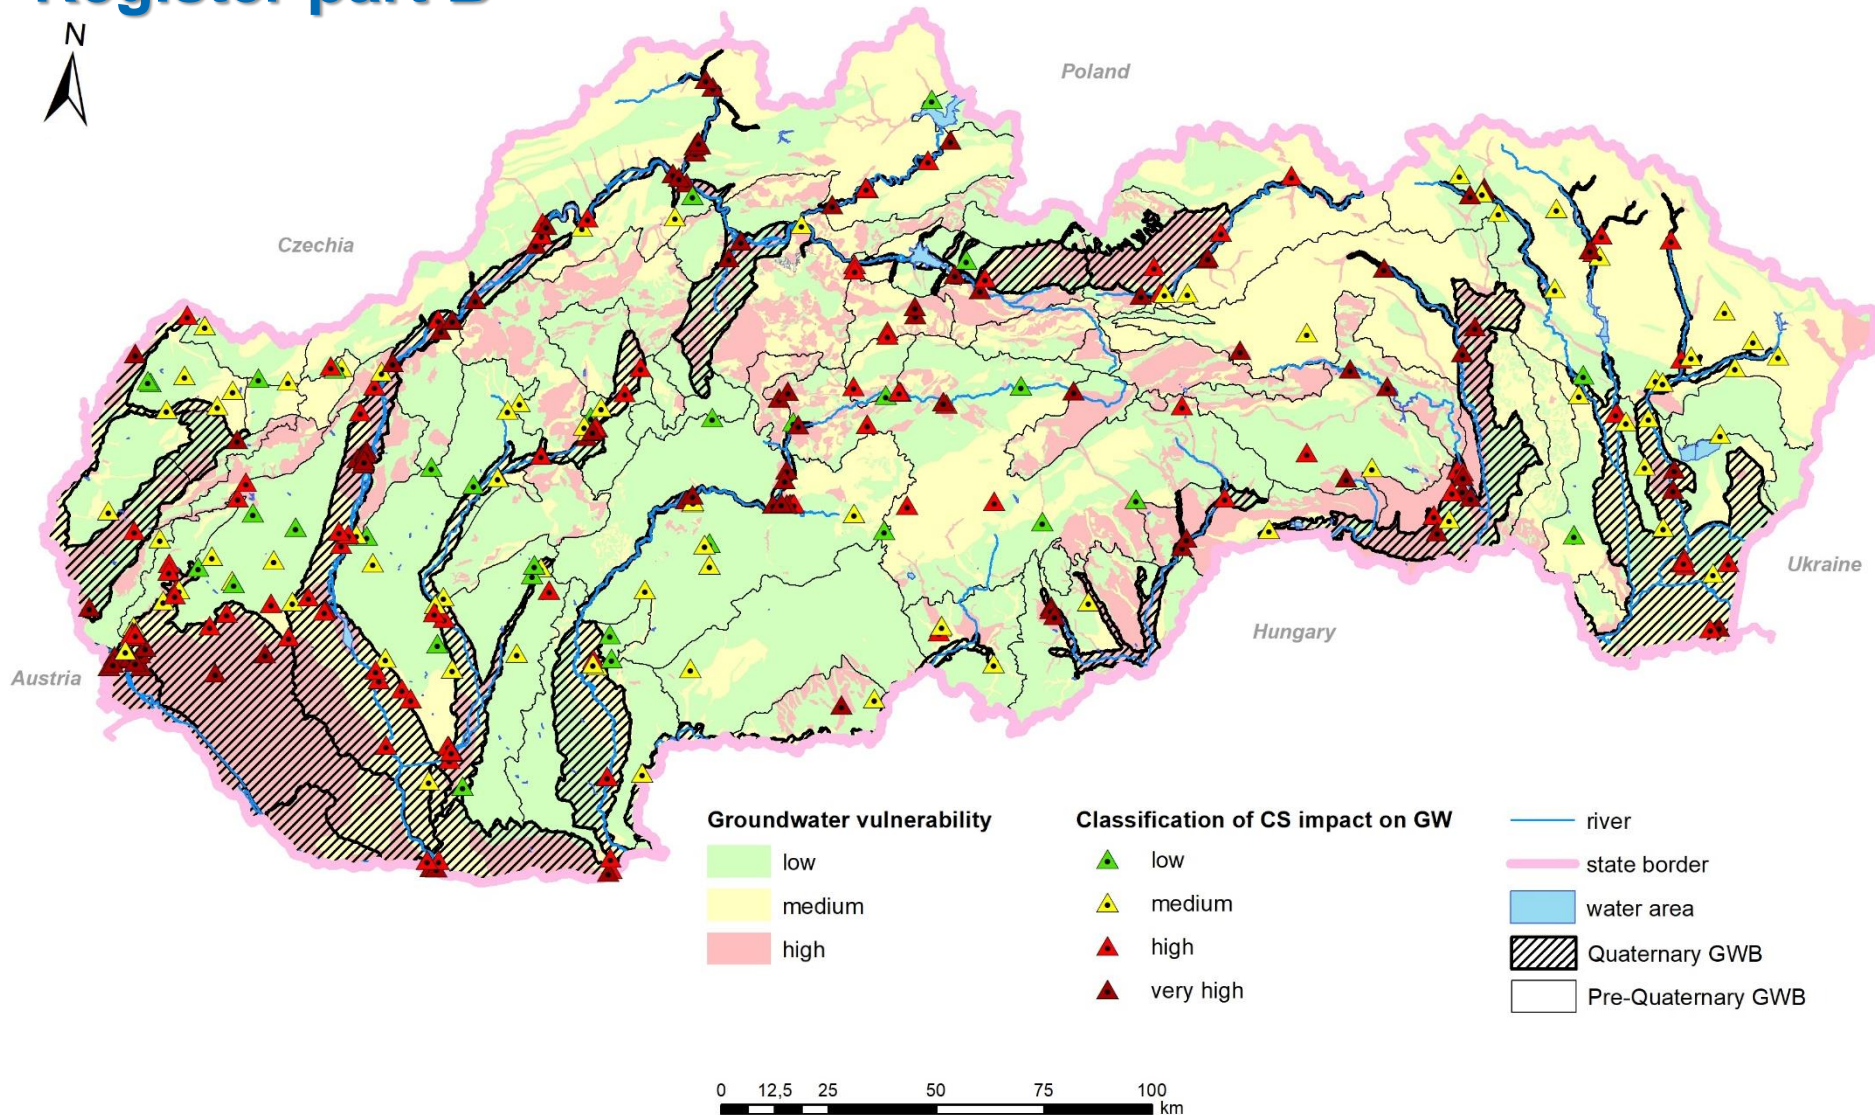 Register part B
N
Poland
Czechia
Austria
Hungary
Ukraine
Groundwater vulnerability
low
medium
high
Classification of CS impact on GW
low
medium
high
very high
river
state border
water area
Quaternary GWB
Pre-Quaternary GWB
0 12,5 25 50 75 100
km